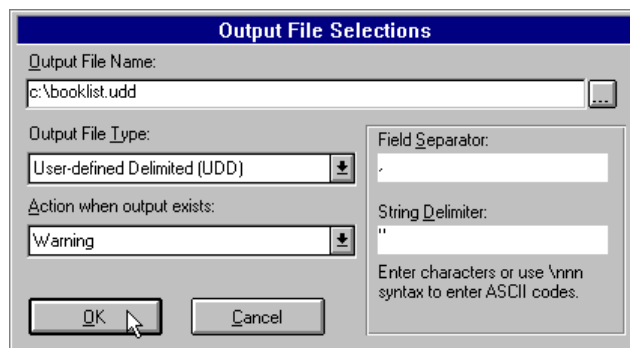 Output File Selections
Output File Name:
c:\booklist.udd
...
Output File Type:
User-defined Delimited (UDD)
Action when output exists:
Warning
Field Separator:
,
String Delimiter:
"
Enter characters or use \nnn
syntax to enter ASCII codes.
OK
Cancel